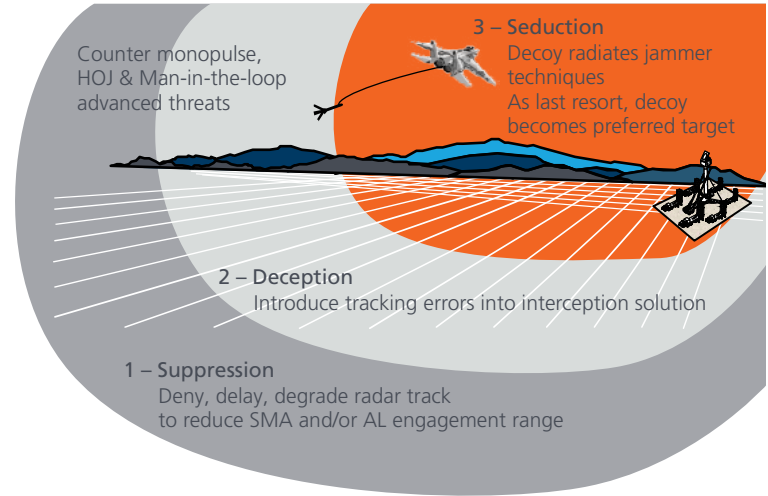 Counter monopulse,
HOJ & Man-in-the-loop
advanced threats
3 – Seduction
Decoy radiates jammer
techniques
As last resort, decoy
becomes preferred target
2 – Deception
Introduce tracking errors into interception solution
1 – Suppression
Deny, delay, degrade radar track
to reduce SMA and/or AL engagement range